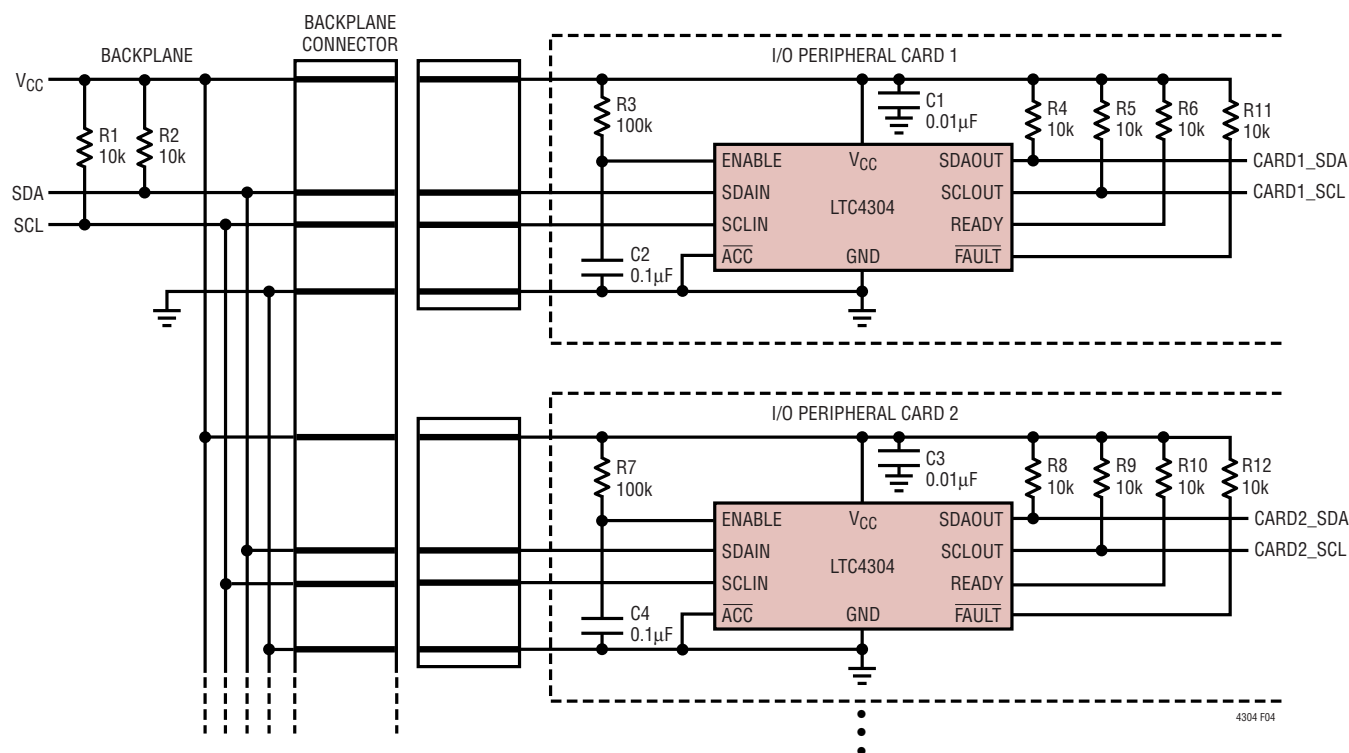 BACKPLANE
CONNECTOR
BACKPLANE
I/O PERIPHERAL CARD 1
VCC
R1
10k
R2
10k
SDA
SCL
R3
100k
C2
0.1µF
C1
0.01µF
R4
10k
R5
10k
R6
10k
R11
10k
ENABLE
VCC
SDAOUT
SDAIN
SCLOUT
LTC4304
SCLIN
READY
ACC
GND
FAULT
CARD1_SDA
CARD1_SCL
I/O PERIPHERAL CARD 2
R7
100k
C4
0.1µF
C3
0.01µF
R8
10k
R9
10k
R10
10k
R12
10k
ENABLE
VCC
SDAOUT
SDAIN
SCLOUT
LTC4304
SCLIN
READY
ACC
GND
FAULT
CARD2_SDA
CARD2_SCL
4304 F04